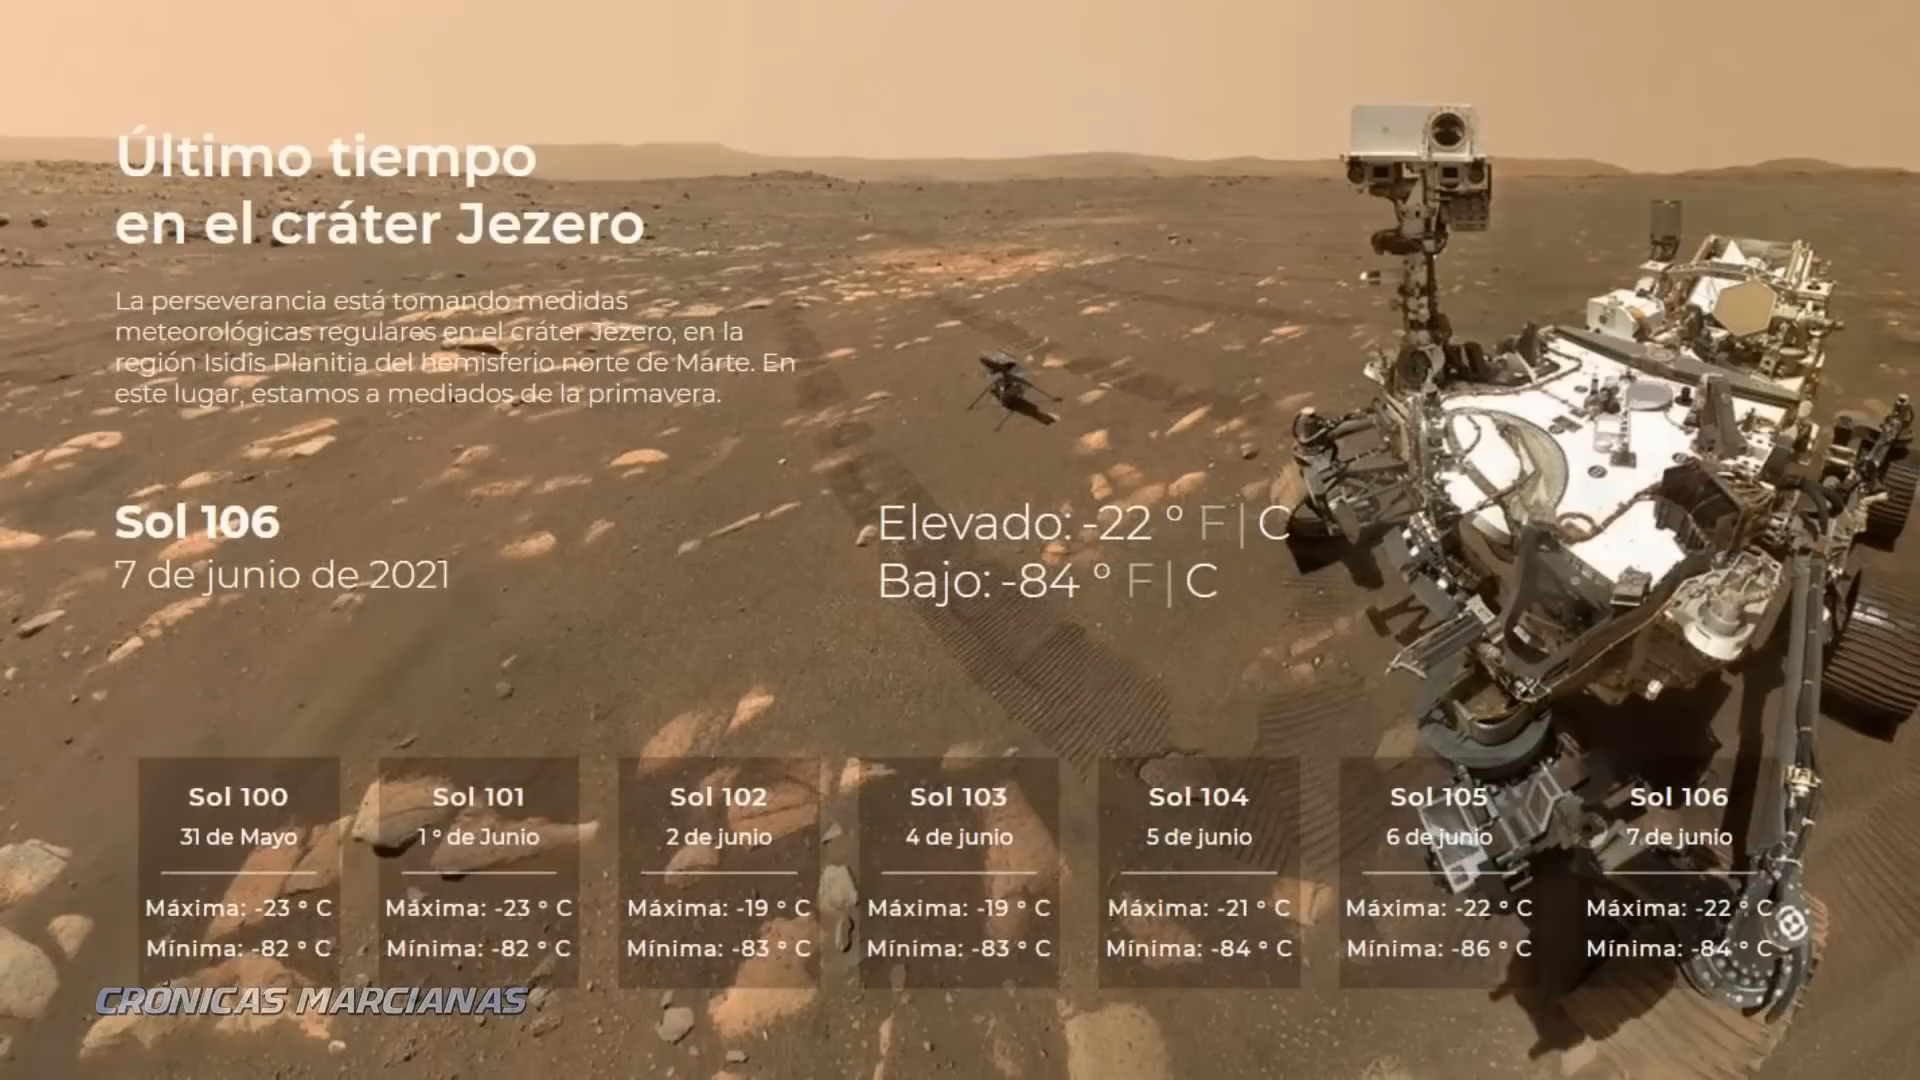 Último tiempo
en el cráter Jezero
La perseverancia está tomando medidas
meteorológicas regulares en el cráter Jezero, en la
región Isidis Planitia del hemisferio norte de Marte. En
este lugar, estamos a mediados de la primavera.
Sol 106
7 de junio de 2021
Elevado: -22 ° F | C
Bajo: -84 ° F | C
Sol 100
31 de Mayo
Máxima: -23 ° C
Mínima: -82 ° C
Sol 101
1 ° de Junio
Máxima: -23 ° C
Mínima: -82 ° C
Sol 102
2 de junio
Máxima: -19 ° C
Mínima: -83 ° C
Sol 103
4 de junio
Máxima: -19 ° C
Mínima: -83 ° C
Sol 104
5 de junio
Máxima: -21 ° C
Mínima: -84 ° C
Sol 105
6 de junio
Máxima: -22 ° C
Mínima: -86 ° C
Sol 106
7 de junio
Máxima: -22 ° C
Mínima: -84 ° C
CRÓNICAS MARCIANAS